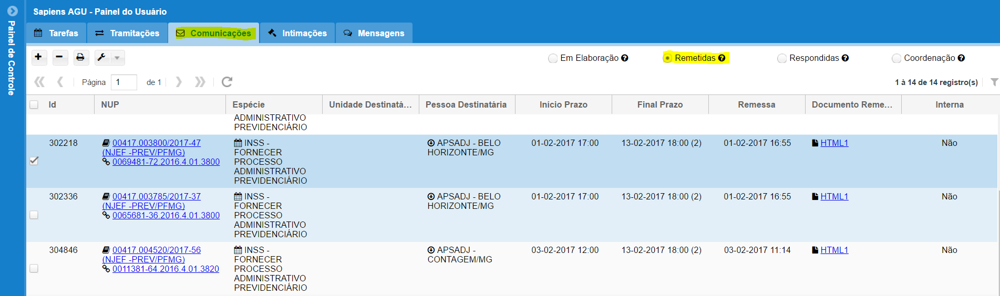 Sapiens AGU - Painel do Usuário
Painel de Controle
Tarefas Tramitações Comunicações Intimações Mensagens
Em Elaboração Remetidas Respondidas Coordenação
Página 1 de 1 1 à 14 de 14 registro(s)
Id NUP Espécie Unidade Destinatá... Pessoa Destinatária Início Prazo Final Prazo Remessa Documento Reme... Interna
ADMINISTRATIVO
PREVIDENCIÁRIO
302218 00417.003800/2017-47 INSS - APSADJ - BELO 01-02-2017 17:00 13-02-2017 18:00 (2) 01-02-2017 16:55 HTML1 Não
(NJEF -PREV/PFMG) FORNECER HORIZONTE/MG
0069481-72.2016.4.01.3800 PROCESSO
ADMINISTRATIVO
PREVIDENCIÁRIO
302336 00417.003785/2017-37 INSS - APSADJ - BELO 01-02-2017 17:00 13-02-2017 18:00 (2) 01-02-2017 16:55 HTML1 Não
(NJEF -PREV/PFMG) FORNECER HORIZONTE/MG
0065681-36.2016.4.01.3800 PROCESSO
ADMINISTRATIVO
PREVIDENCIÁRIO
304846 00417.004520/2017-56 INSS - APSADJ - 03-02-2017 12:00 13-02-2017 18:00 (2) 03-02-2017 11:14 HTML1 Não
(NJEF -PREV/PFMG) FORNECER CONTAGEM/MG
0011381-64.2016.4.01.3820 PROCESSO
ADMINISTRATIVO
PREVIDENCIÁRIO